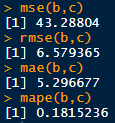 > mse(b,c)
[1] 43.28804
> rmse(b,c)
[1] 6.579365
> mae(b,c)
[1] 5.296677
> mape(b,c)
[1] 0.1815236